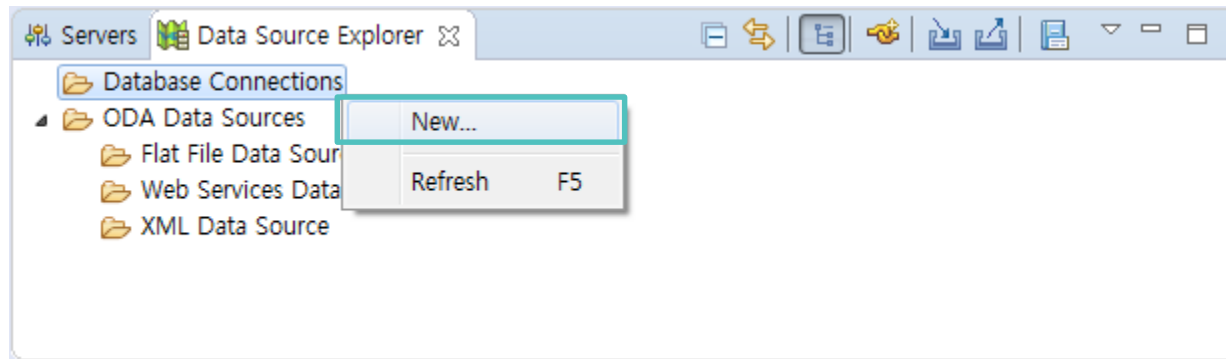 Servers Data Source Explorer
Database Connections
ODA Data Sources
New...
Flat File Data Sour
Web Services Data
Refresh F5
XML Data Source